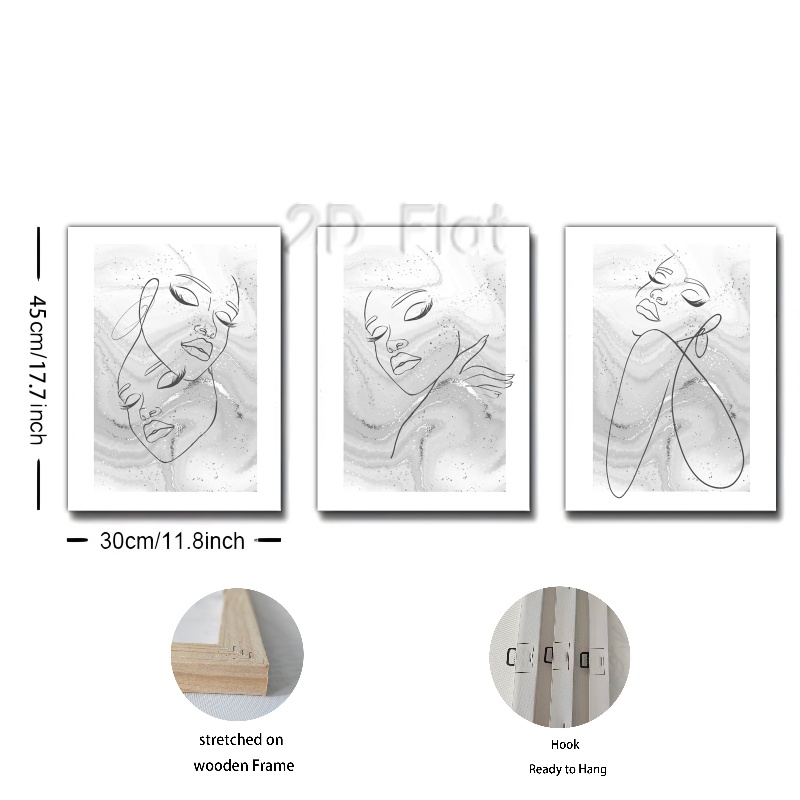 2D Flat
45cm/17.7inch
30cm/11.8inch
stretched on
wooden Frame
Hook
Ready to Hang